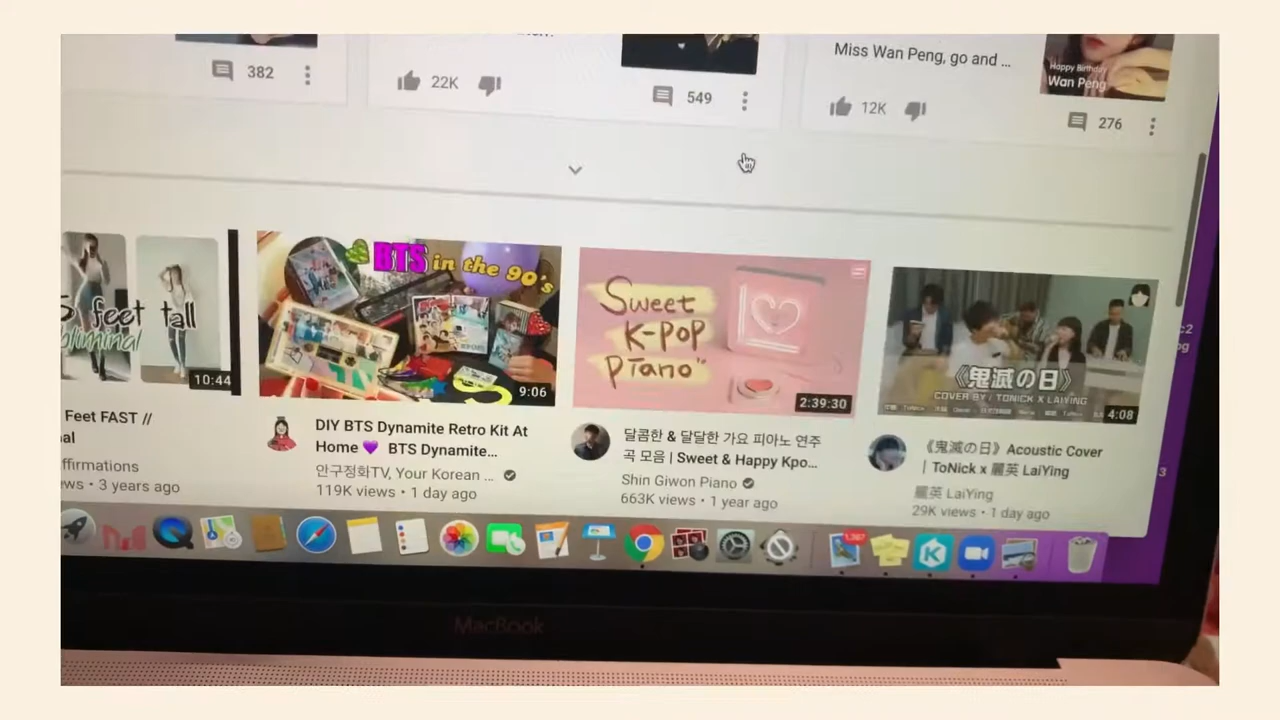 Miss Wan Peng, go and ...
Happy Birthday
Wan Peng
382
22K
549
12K
276
5 feet tall
subliminal
10:44
Feet FAST //
ffirmations
3 years ago
BTS in the 90's
9:06
DIY BTS Dynamite Retro Kit At
Home 💜 BTS Dynamite...
안구정화TV, Your Korean ...
119K views • 1 day ago
Sweet
K-POP
Piano
2:39:30
달콤한 & 달달한 가요 피아노 연주
곡 모음 | Sweet & Happy Kpo...
Shin Giwon Piano
663K views • 1 year ago
《鬼滅の日》
COVER BY / TONICK X LAIYING
4:08
《鬼滅の日》Acoustic Cover
| ToNick x 麗英 LaiYing
麗英 LaiYing
29K views • 1 day ago
MacBook